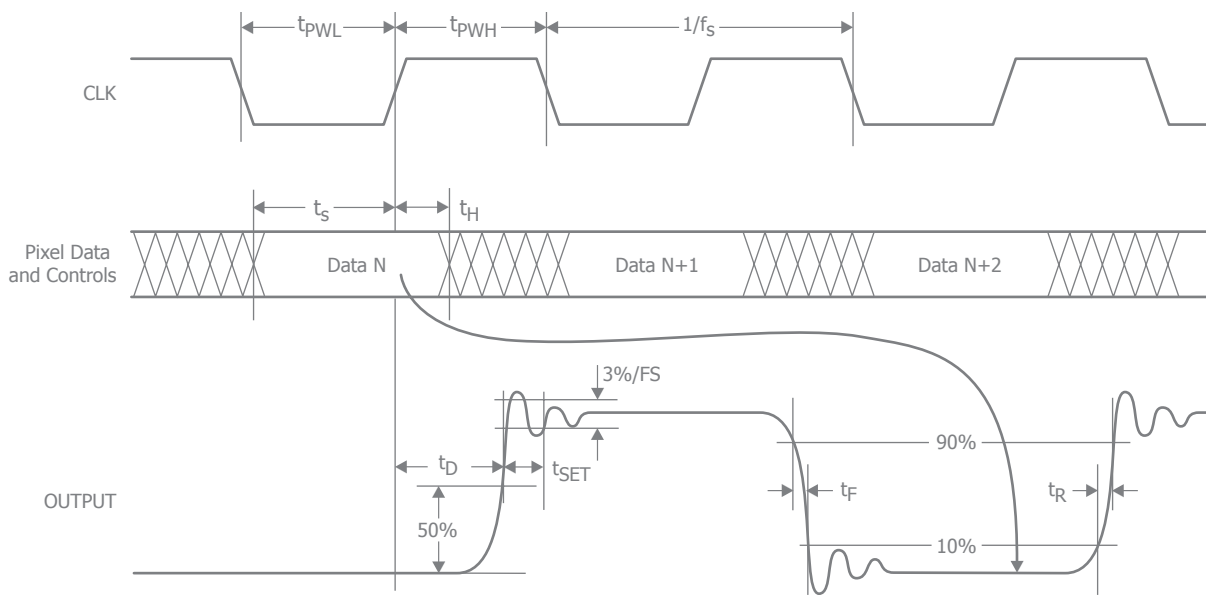 tPWL
tPWH
1/fs
CLK
ts
tH
Pixel Data
and Controls
Data N
Data N+1
Data N+2
3%/FS
90%
tD
tSET
tF
tR
OUTPUT
50%
10%